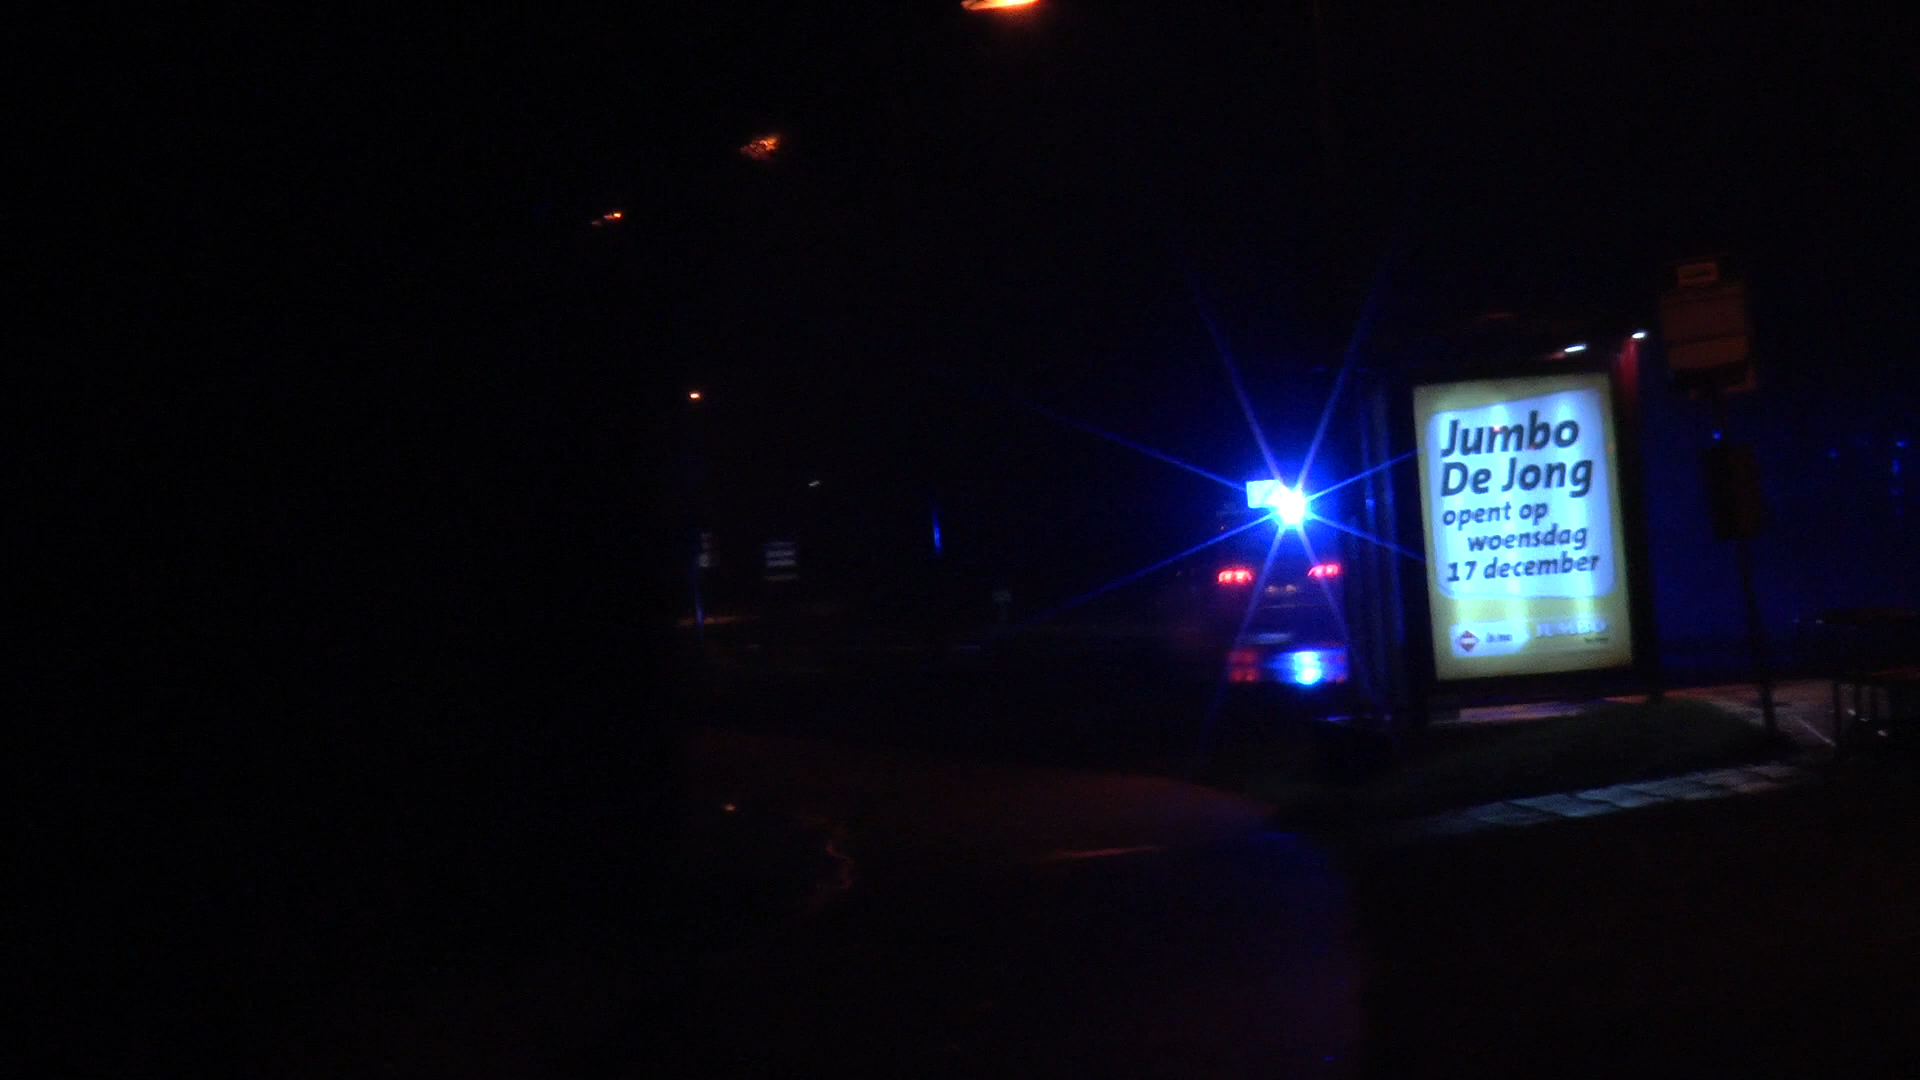 Jumbo
De Jong
opent op
woensdag
17 december